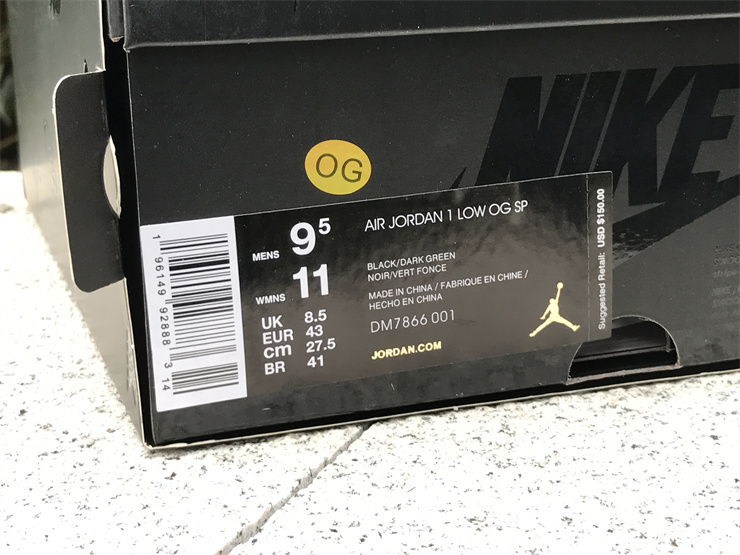 NIKE
OG
MENS 9⁵
WMNS 11
UK 8.5
EUR 43
cm 27.5
BR 41
AIR JORDAN 1 LOW OG SP
BLACK/DARK GREEN
NOIR/VERT FONCE
MADE IN CHINA / FABRIQUE EN CHINE /
HECHO EN CHINA
DM7866 001
JORDAN.COM
Suggested Retail: USD $150.00
1 96149 92888 3 14